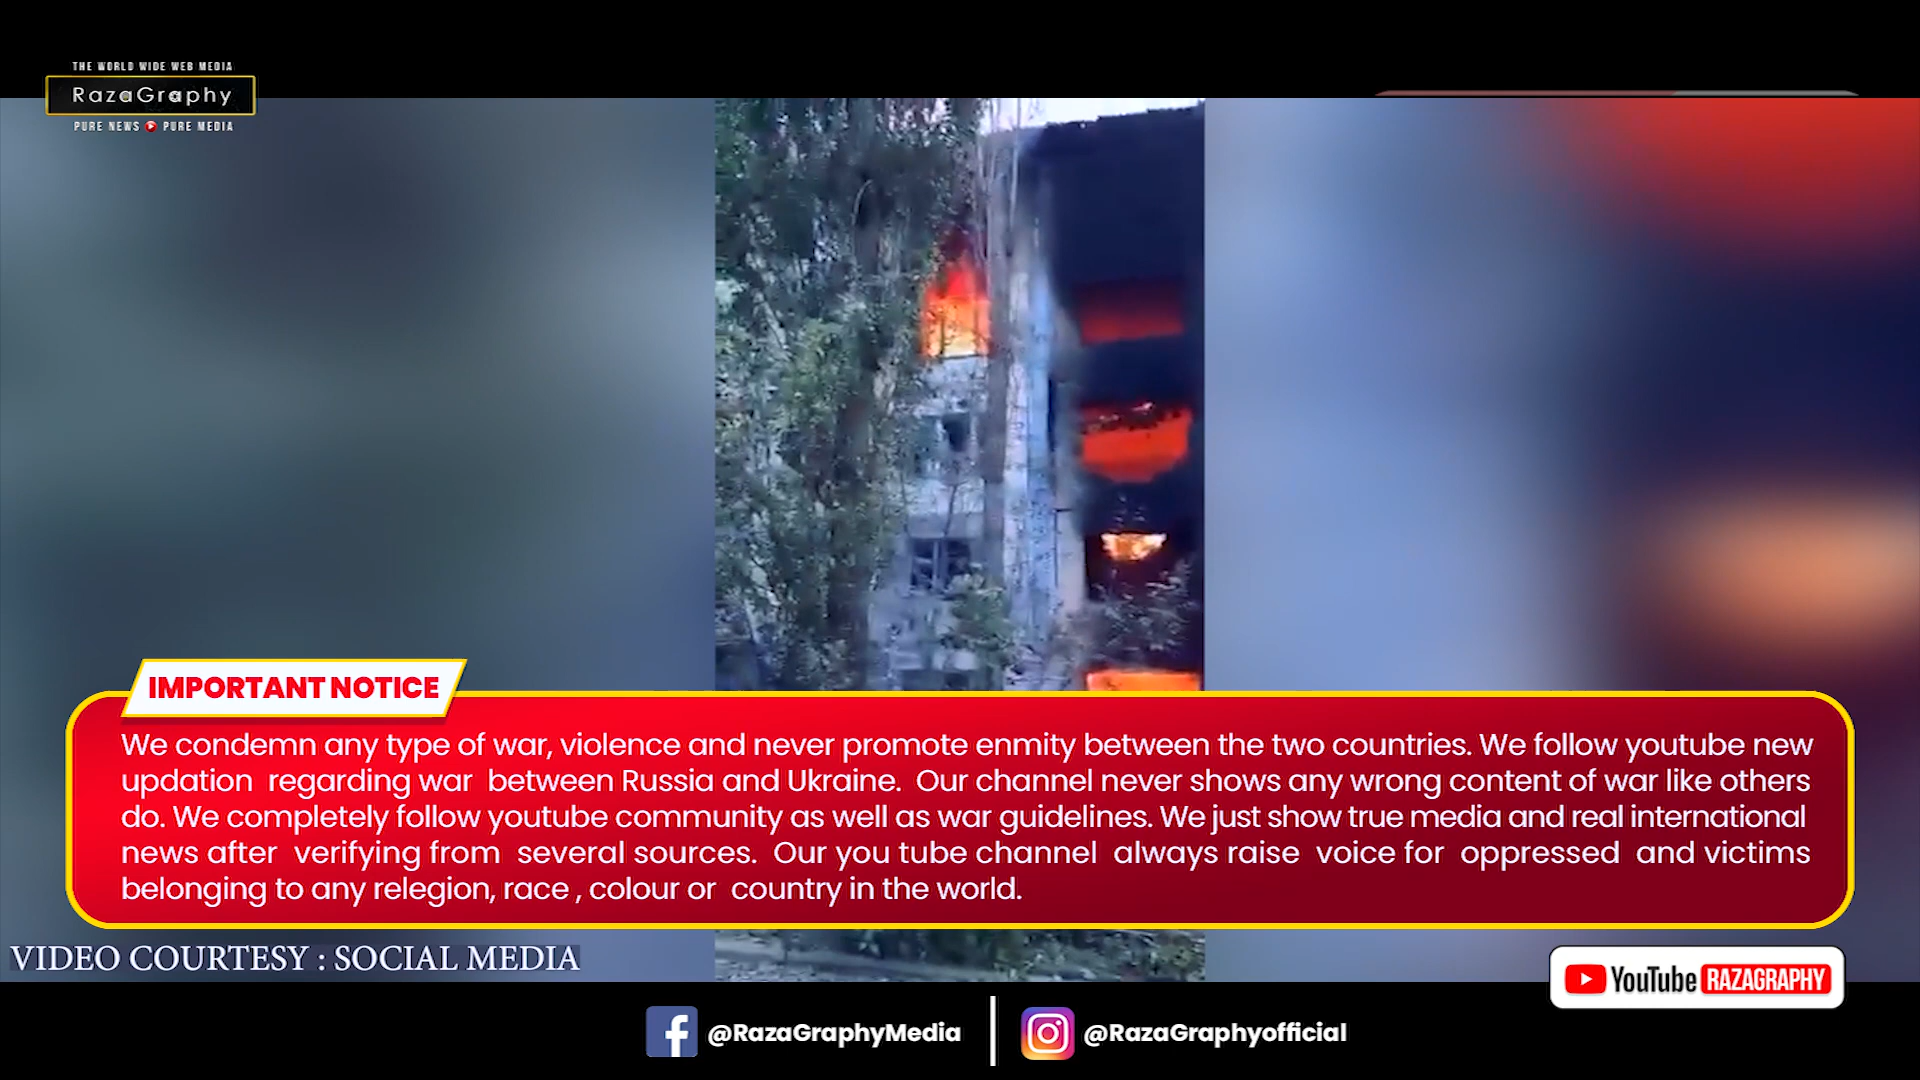 THE WORLD WIDE WEB MEDIA
RazaGraphy
PURE NEWS PURE MEDIA
IMPORTANT NOTICE
We condemn any type of war, violence and never promote enmity between the two countries. We follow youtube new
updation regarding war between Russia and Ukraine. Our channel never shows any wrong content of war like others
do. We completely follow youtube community as well as war guidelines. We just show true media and real international
news after verifying from several sources. Our you tube channel always raise voice for oppressed and victims
belonging to any relegion, race , colour or country in the world.
VIDEO COURTESY : SOCIAL MEDIA
YouTube RAZAGRAPHY
@RazaGraphyMedia
@RazaGraphyofficial